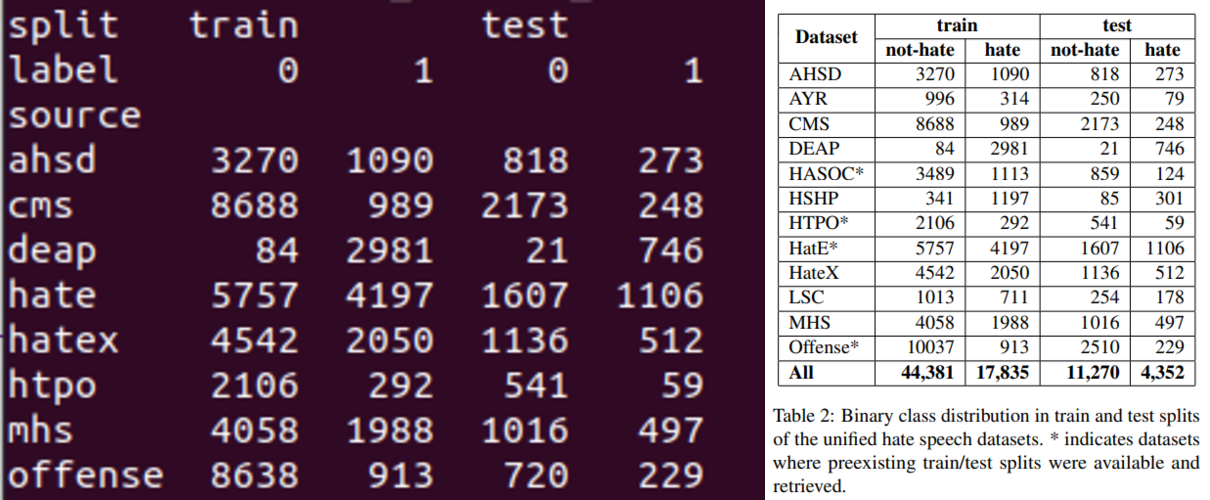 split train test
label 0 1 0 1
source
ahsd 3270 1090 818 273
cms 8688 989 2173 248
deap 84 2981 21 746
hate 5757 4197 1607 1106
hatex 4542 2050 1136 512
htpo 2106 292 541 59
mhs 4058 1988 1016 497
offense 8638 913 720 229
Dataset train test
not-hate hate not-hate hate
AHSD 3270 1090 818 273
AYR 996 314 250 79
CMS 8688 989 2173 248
DEAP 84 2981 21 746
HASOC* 3489 1113 859 124
HSHP 341 1197 85 301
HTPO* 2106 292 541 59
HatE* 5757 4197 1607 1106
HateX 4542 2050 1136 512
LSC 1013 711 254 178
MHS 4058 1988 1016 497
Offense* 10037 913 2510 229
All 44,381 17,835 11,270 4,352
Table 2: Binary class distribution in train and test splits
of the unified hate speech datasets. * indicates datasets
where preexisting train/test splits were available and
retrieved.